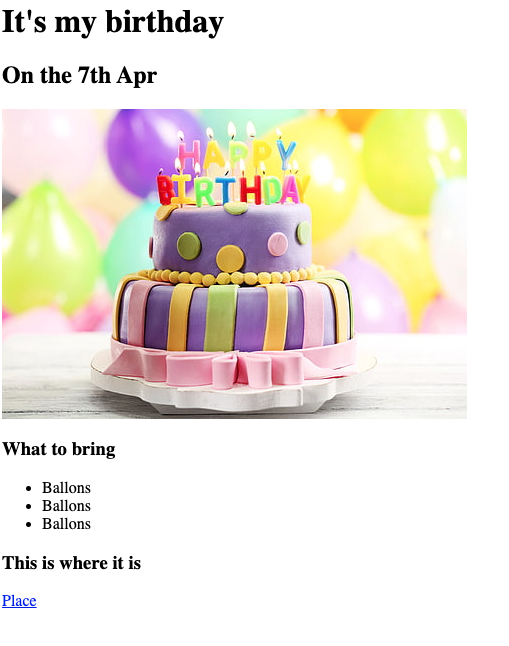 It's my birthday
On the 7th Apr
HAPPY
BIRTHDAY
What to bring
Ballons
Ballons
Ballons
This is where it is
Place